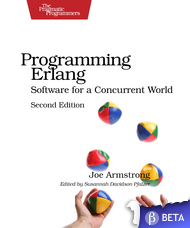 The
Pragmatic
Programmers
Programming
Erlang
Software for a Concurrent World
Second Edition
Joe Armstrong
Edited by Susannah Davidson Pfalzer
β BETA